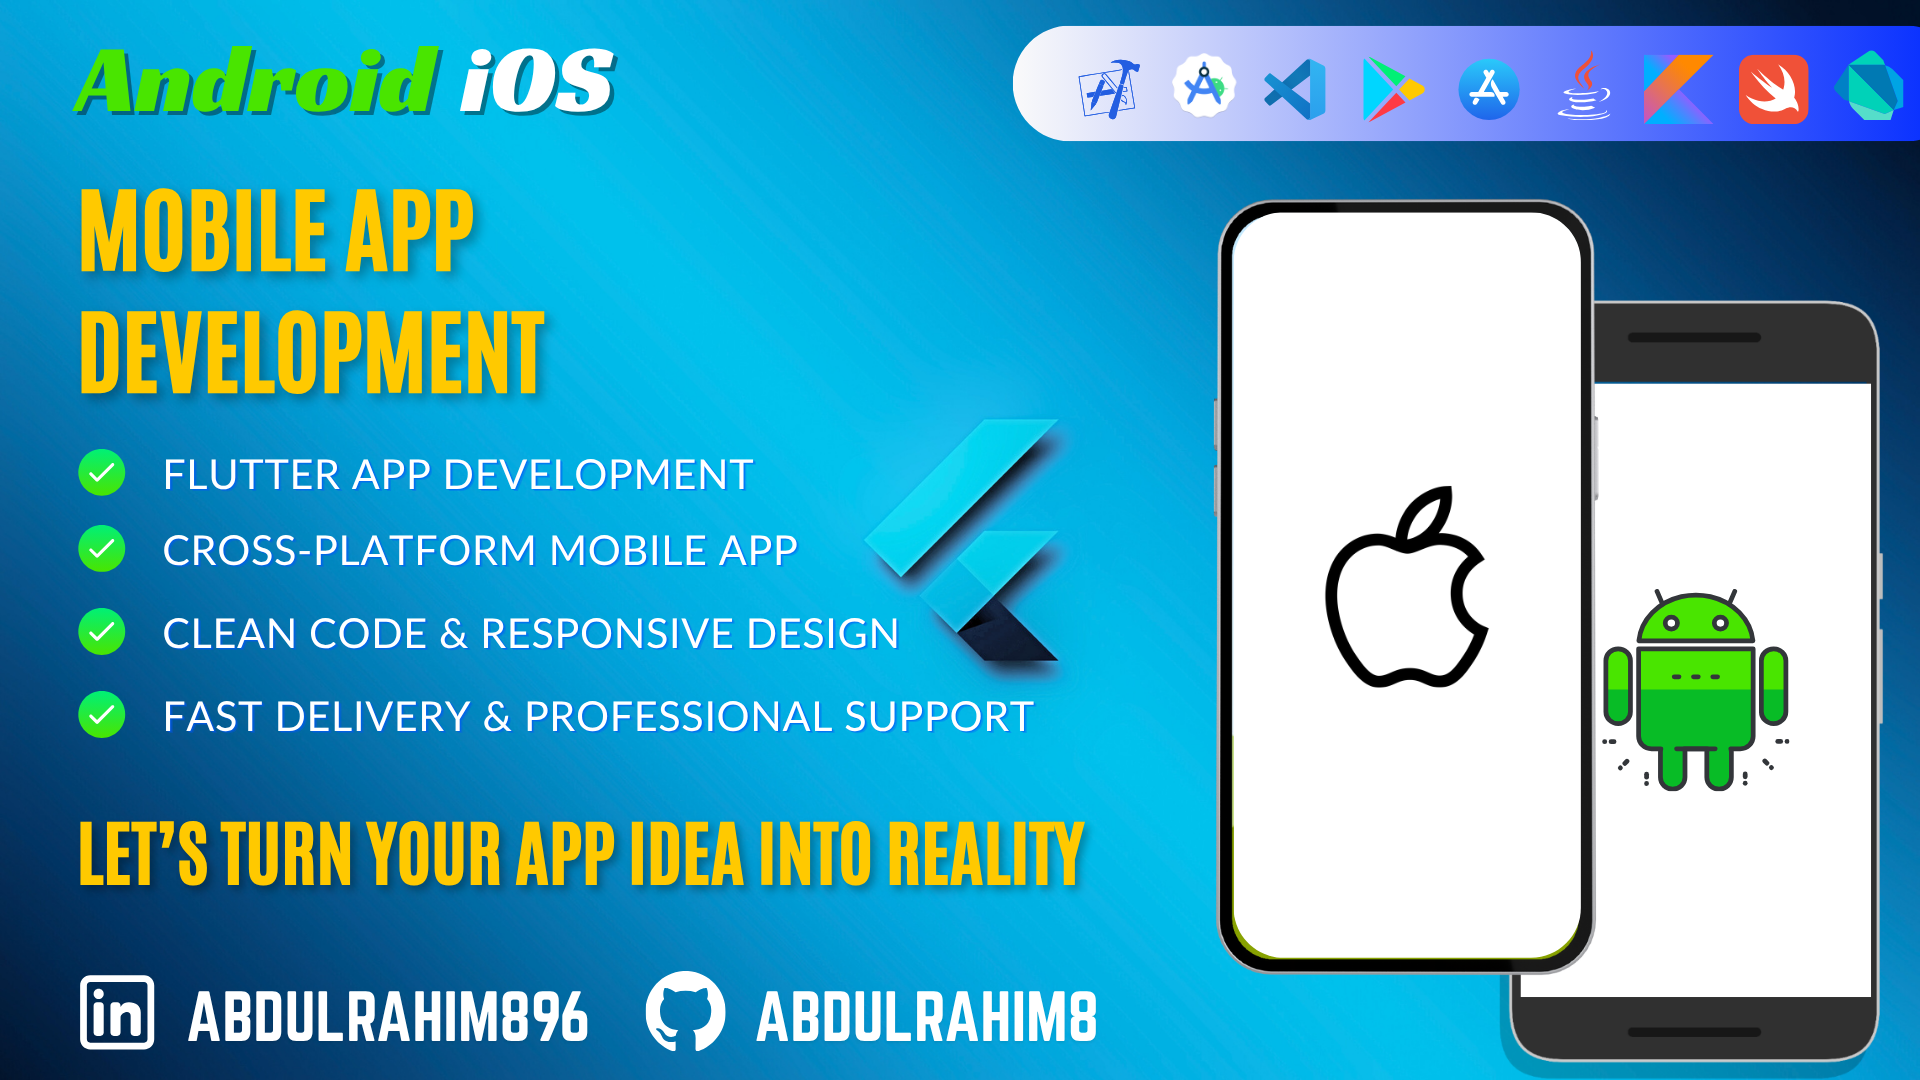 Android iOS
MOBILE APP
DEVELOPMENT
FLUTTER APP DEVELOPMENT
CROSS-PLATFORM MOBILE APP
CLEAN CODE & RESPONSIVE DESIGN
FAST DELIVERY & PROFESSIONAL SUPPORT
LET’S TURN YOUR APP IDEA INTO REALITY
in ABDULRAHIM896 ABDULRAHIM8